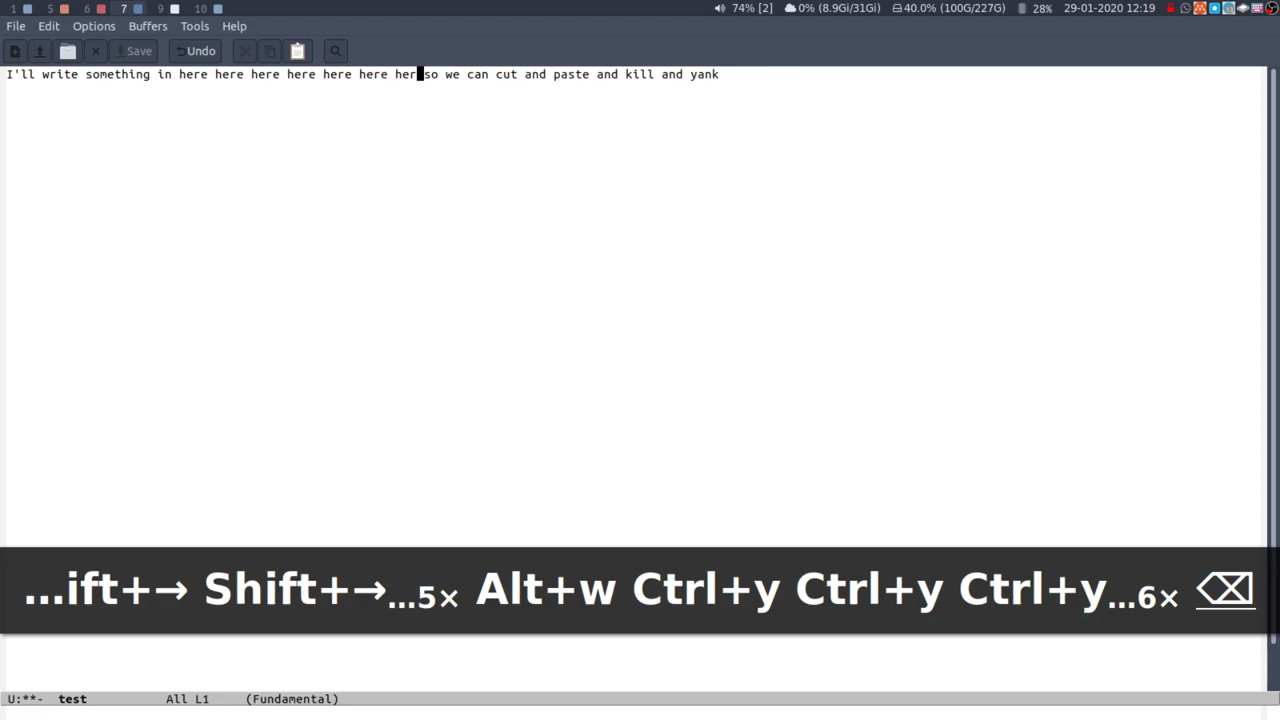 1 5 6 7 9 10 74% [2] 0% (8.9Gi/31Gi) 40.0% (100G/227G) 28% 29-01-2020 12:19
File Edit Options Buffers Tools Help
Save Undo
I'll write something in here here here here here here her so we can cut and paste and kill and yank
...ift+→ Shift+→...5× Alt+w Ctrl+y Ctrl+y Ctrl+y...6× ⌫
U:**- test All L1 (Fundamental)